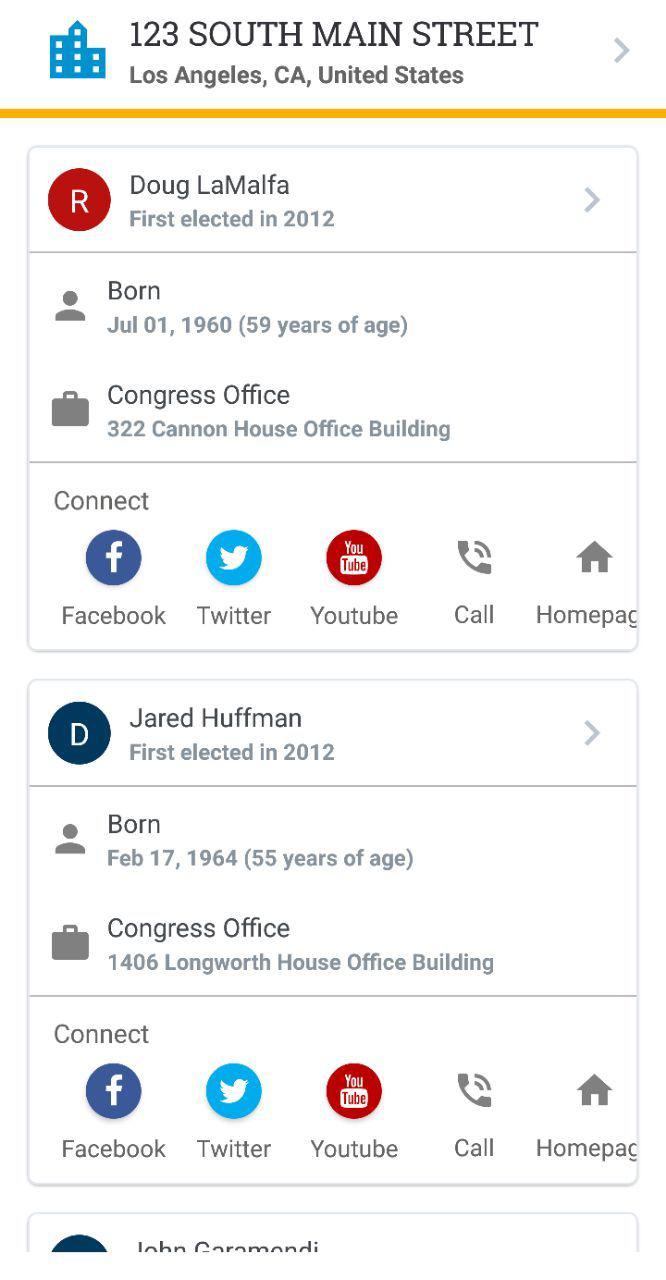 123 SOUTH MAIN STREET
Los Angeles, CA, United States
R
Doug LaMalfa
First elected in 2012
Born
Jul 01, 1960 (59 years of age)
Congress Office
322 Cannon House Office Building
Connect
You
Tube
Facebook Twitter Youtube Call Homepag
D
Jared Huffman
First elected in 2012
Born
Feb 17, 1964 (55 years of age)
Congress Office
1406 Longworth House Office Building
Connect
You
Tube
Facebook Twitter Youtube Call Homepag
John Garamendi